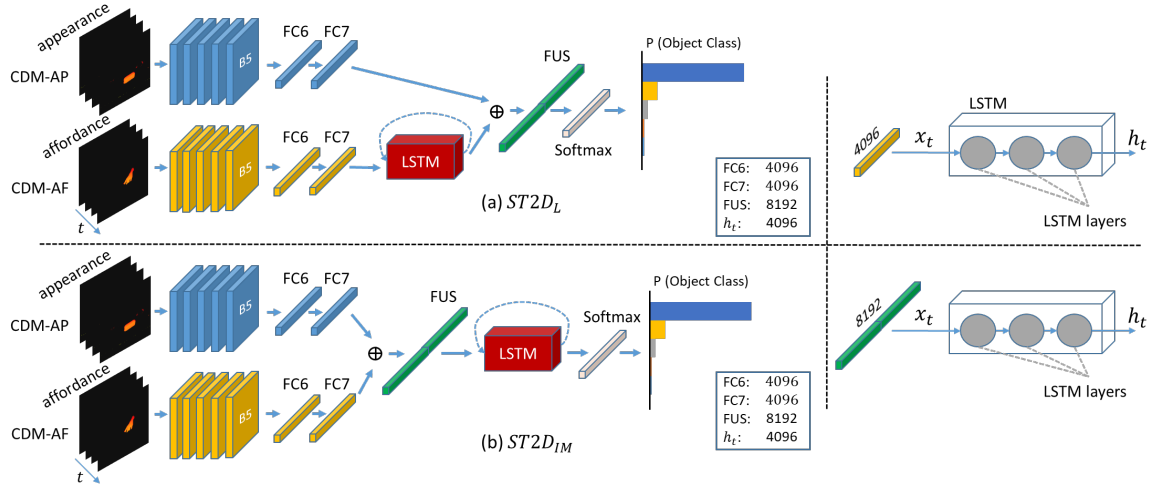 appearance
CDM-AP
B5
FC6
FC7
FUS
P (Object Class)
affordance
CDM-AF
B5
FC6
FC7
LSTM
⊕
Softmax
t
(a) ST2D_L
FC6: 4096
FC7: 4096
FUS: 8192
h_t: 4096
LSTM
4096
x_t
h_t
LSTM layers
appearance
CDM-AP
B5
FC6
FC7
FUS
P (Object Class)
affordance
CDM-AF
B5
FC6
FC7
⊕
LSTM
Softmax
t
(b) ST2D_IM
FC6: 4096
FC7: 4096
FUS: 8192
h_t: 4096
8192
x_t
h_t
LSTM layers